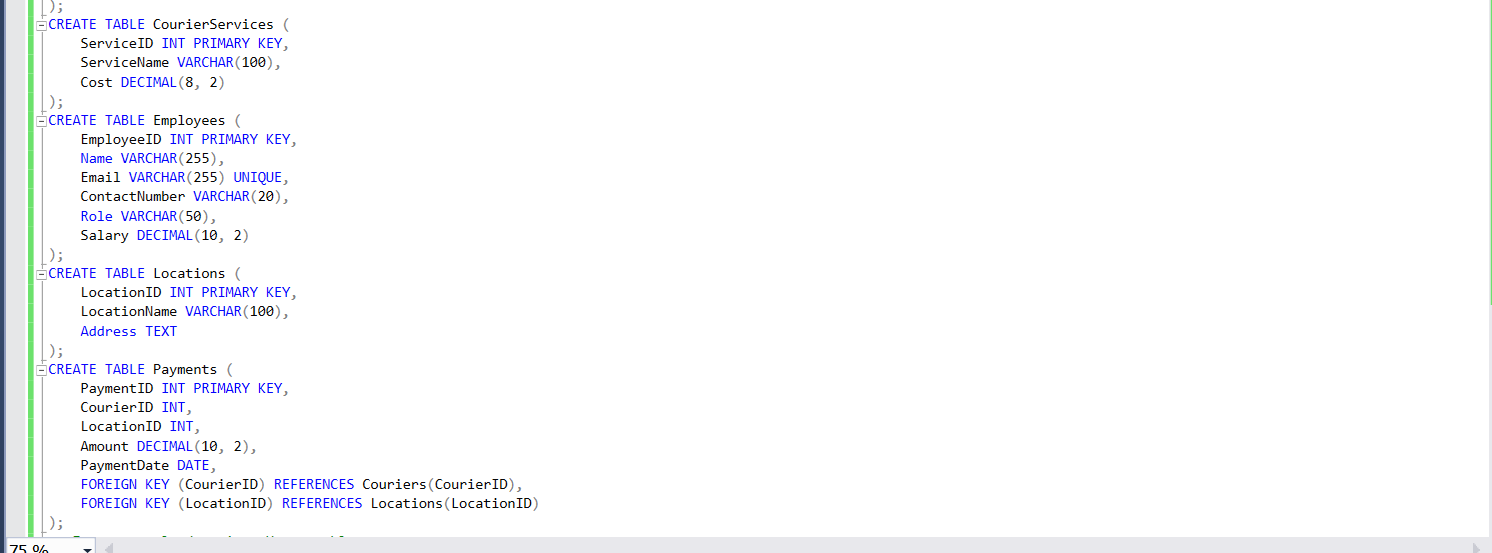 );
CREATE TABLE CourierServices (
    ServiceID INT PRIMARY KEY,
    ServiceName VARCHAR(100),
    Cost DECIMAL(8, 2)
);
CREATE TABLE Employees (
    EmployeeID INT PRIMARY KEY,
    Name VARCHAR(255),
    Email VARCHAR(255) UNIQUE,
    ContactNumber VARCHAR(20),
    Role VARCHAR(50),
    Salary DECIMAL(10, 2)
);
CREATE TABLE Locations (
    LocationID INT PRIMARY KEY,
    LocationName VARCHAR(100),
    Address TEXT
);
CREATE TABLE Payments (
    PaymentID INT PRIMARY KEY,
    CourierID INT,
    LocationID INT,
    Amount DECIMAL(10, 2),
    PaymentDate DATE,
    FOREIGN KEY (CourierID) REFERENCES Couriers(CourierID),
    FOREIGN KEY (LocationID) REFERENCES Locations(LocationID)
);
75 %